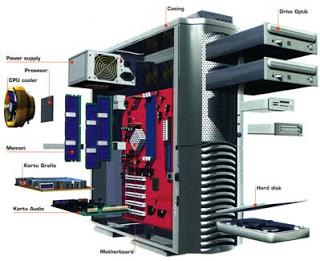 Casing
Drive Optik
Power supply
Prosesor
CPU cooler
Memori
Kartu Grafis
Kartu Audio
Hard disk
Motherboard